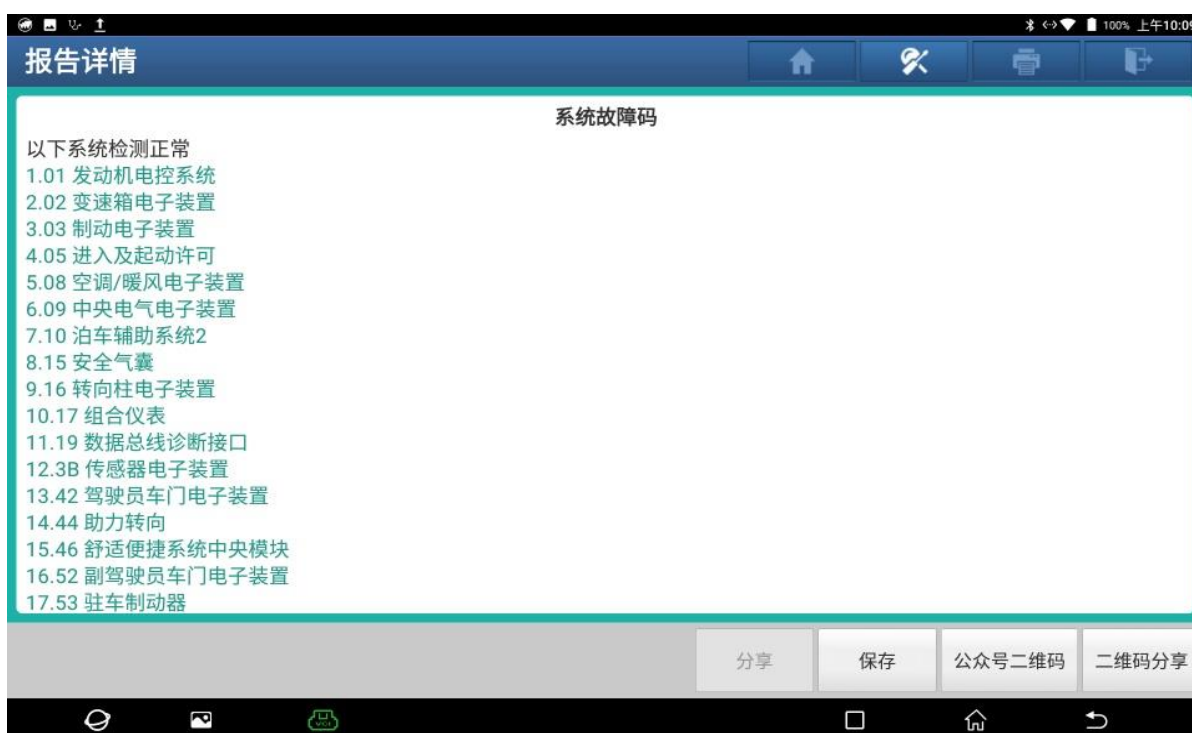 100% 上午10:09
报告详情
系统故障码
以下系统检测正常
1.01 发动机电控系统
2.02 变速箱电子装置
3.03 制动电子装置
4.05 进入及起动许可
5.08 空调/暖风电子装置
6.09 中央电气电子装置
7.10 泊车辅助系统2
8.15 安全气囊
9.16 转向柱电子装置
10.17 组合仪表
11.19 数据总线诊断接口
12.3B 传感器电子装置
13.42 驾驶员车门电子装置
14.44 助力转向
15.46 舒适便捷系统中央模块
16.52 副驾驶员车门电子装置
17.53 驻车制动器
分享 保存 公众号二维码 二维码分享
VCI